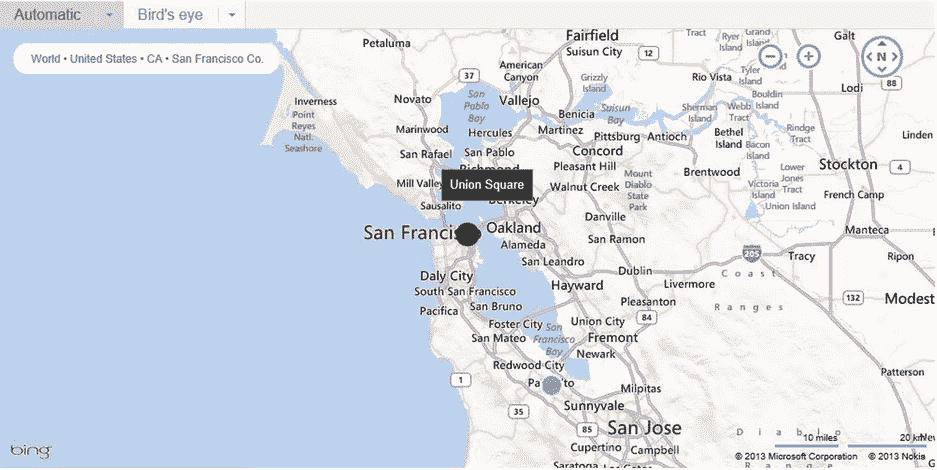 Automatic
Bird's eye
World • United States • CA • San Francisco Co.
Fairfield
Suisun City
12
Tract
Ryer
Island
Grand
Island
Galt
Petaluma
American
Canyon
Grizzly
Island
Rio Vista
Tyler
Island
Bouldin
Island
Lodi
88
37
San
Pablo
Bay
Novato
Vallejo
Benicia
Suisun
Bay
Sherman
Island
Webb
Tract
Inverness
Point
Reyes
Natl.
Seashore
Marinwood
Hercules
Martinez
Pittsburg
Antioch
Bethel
Island
Bacon
Island
Rindge
Tract
Linden
San Rafael
San Pablo
Concord
Richmond
Pleasant Hill
Brentwood
Lower
Jones
Tract
Stockton
4
Mill Valley
Union Square
Walnut Creek
Mount
Diablo
State
Park
Victoria
Island
Union Island
French Camp
Sausalito
Berkeley
Danville
San Francisco
Oakland
Alameda
San Ramon
Manteca
San Leandro
205
Tracy
Ripon
Daly City
Dublin
Coast
Ranges
South San Francisco
Hayward
Livermore
San Bruno
Pleasanton
132
Modest
Pacifica
Foster City
San
Francisco
Bay
Union City
84
San Mateo
Fremont
Newark
Redwood City
Patterson
1
Milpitas
35
Sunnyvale
85
San Jose
Cupertino
Campbell
Diablo
Saratoga
N
10 miles
20 km
bing
© 2013 Microsoft Corporation
© 2013 Nokia